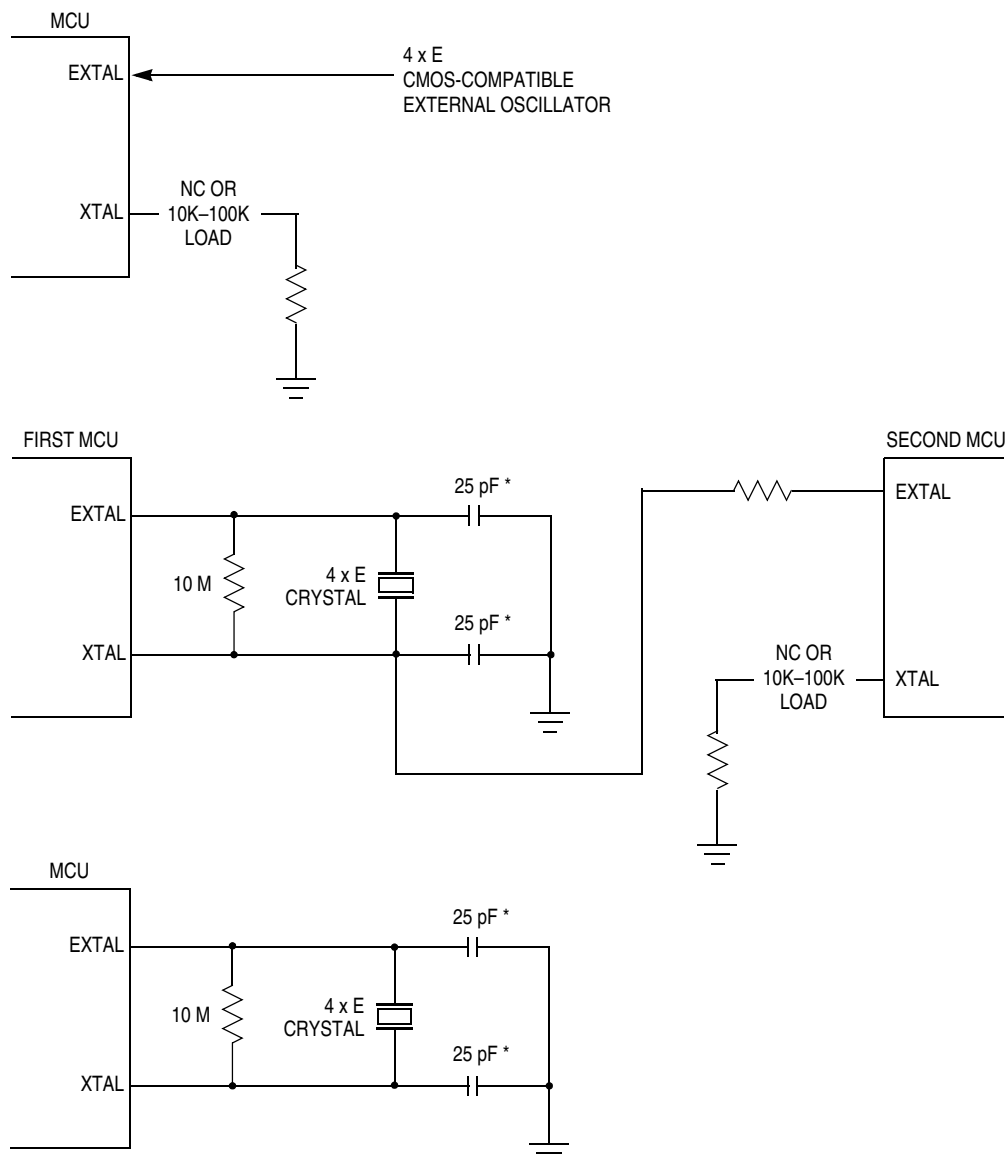 MCU
EXTAL
4 x E
CMOS-COMPATIBLE
EXTERNAL OSCILLATOR
XTAL
NC OR
10K–100K
LOAD
FIRST MCU
SECOND MCU
EXTAL
25 pF *
EXTAL
10 M
4 x E
CRYSTAL
25 pF *
XTAL
NC OR
10K–100K
LOAD
XTAL
MCU
EXTAL
25 pF *
10 M
4 x E
CRYSTAL
25 pF *
XTAL